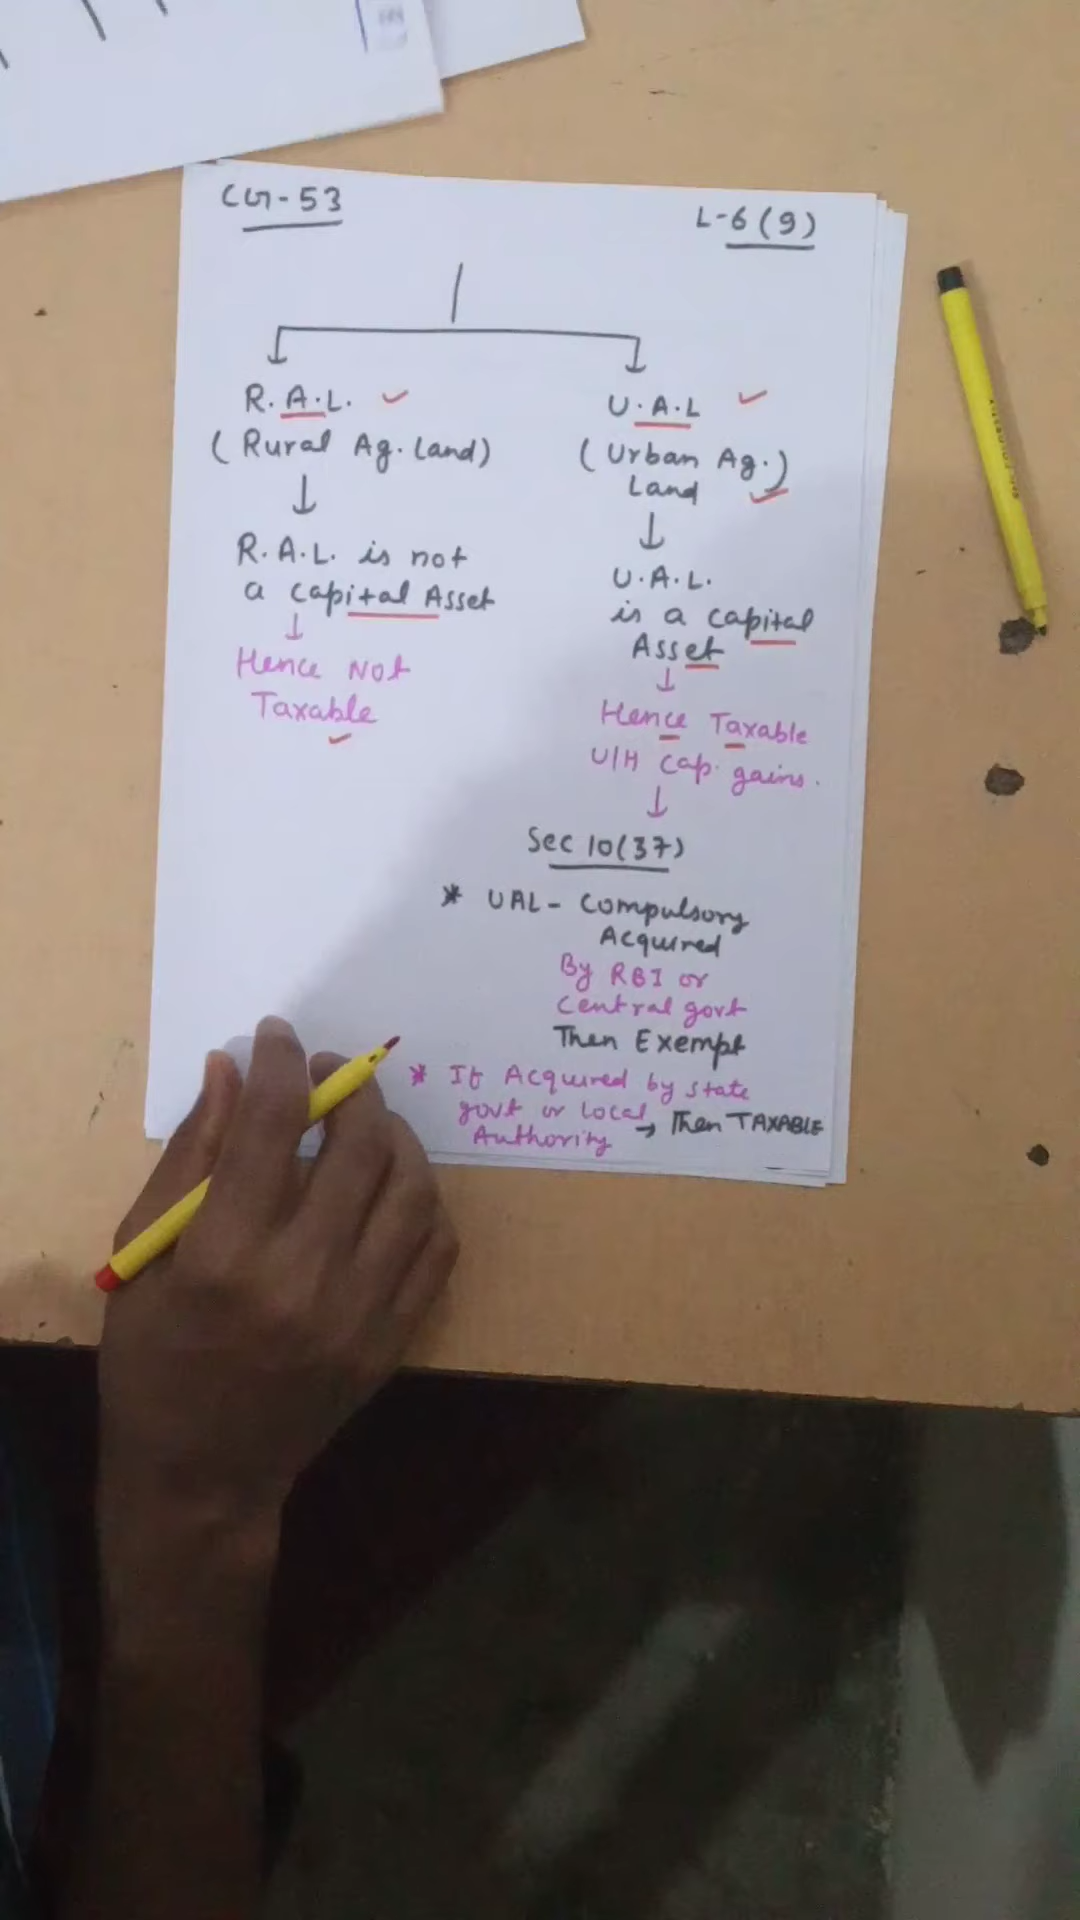 CG-53
L-6(9)
R.A.L.
(Rural Ag. Land)
R.A.L. is not
a capital Asset
Hence Not
Taxable
U.A.L
(Urban Ag.)
Land
U.A.L.
is a capital
Asset
Hence Taxable
U/H Cap. gains.
Sec 10(37)
* UAL - Compulsory
Acquired
By RBI or
Central govt
Then Exempt
* If Acquired by state
govt or Local → Then TAXABLE
Authority